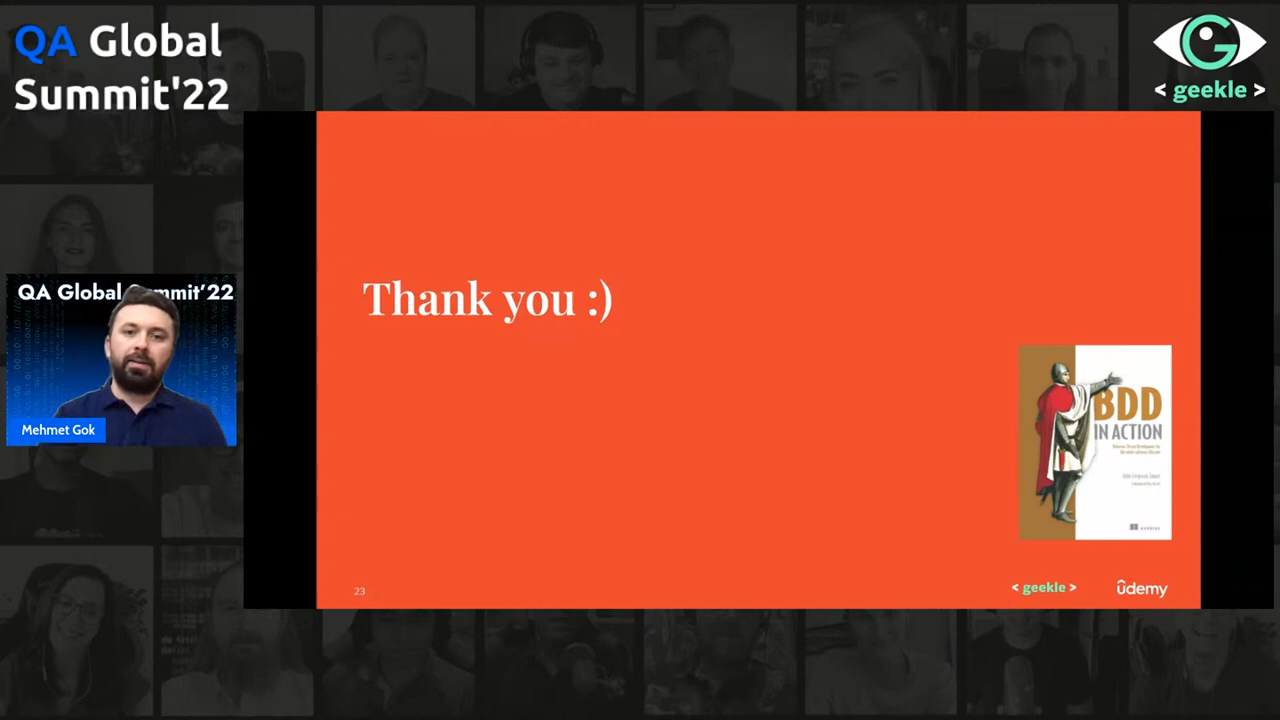 QA Global
Summit'22
< geekle >
QA Global Summit'22
Mehmet Gok
Thank you :)
BDD
IN ACTION
MANNING
23
< geekle >
ûdemy